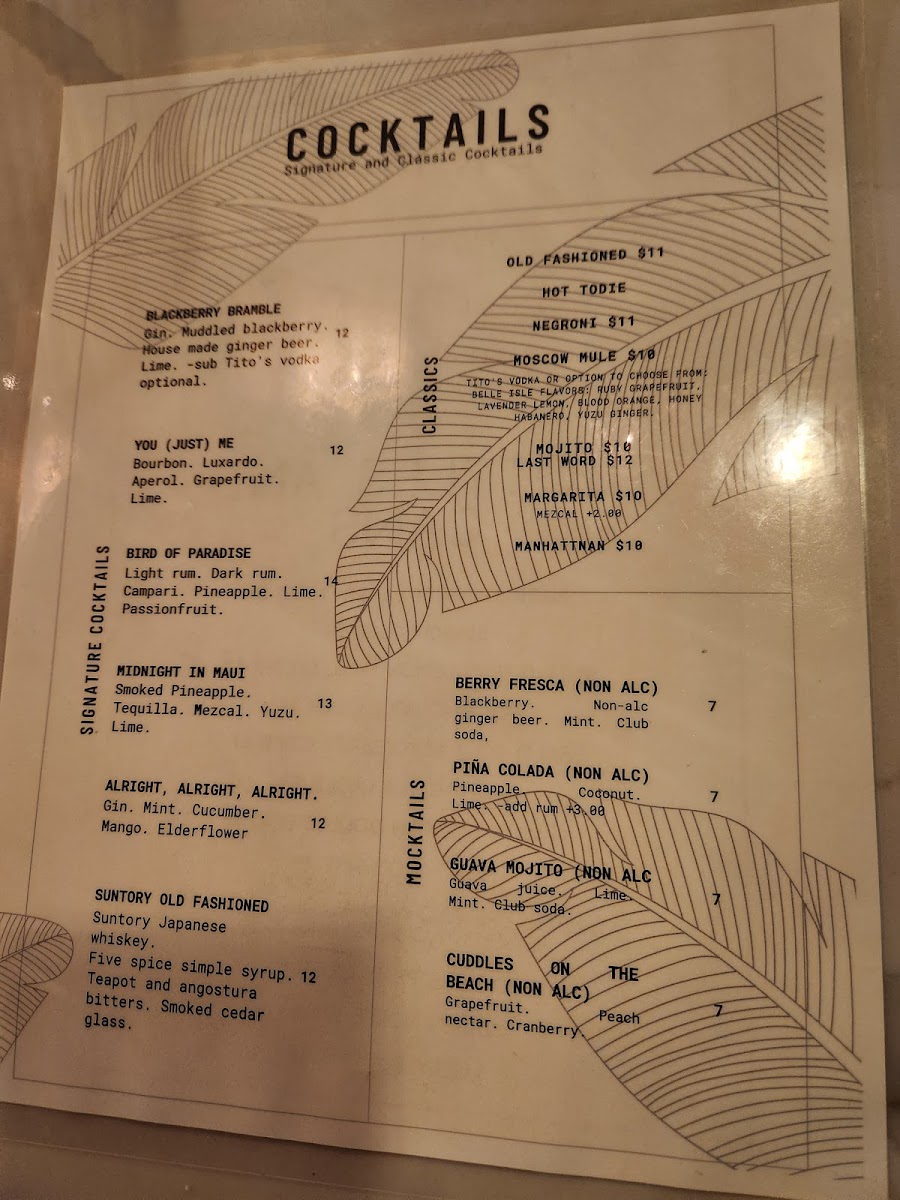 COCKTAILS
Signature and Classic Cocktails
SIGNATURE COCKTAILS
BLACKBERRY BRAMBLE
Gin. Muddled blackberry. 12
House made ginger beer.
Lime. -sub Tito's vodka
optional.
YOU (JUST) ME 12
Bourbon. Luxardo.
Aperol. Grapefruit.
Lime.
BIRD OF PARADISE
Light rum. Dark rum. 14
Campari. Pineapple. Lime.
Passionfruit.
MIDNIGHT IN MAUI
Smoked Pineapple.
Tequilla. Mezcal. Yuzu. 13
Lime.
ALRIGHT, ALRIGHT, ALRIGHT.
Gin. Mint. Cucumber. 12
Mango. Elderflower
SUNTORY OLD FASHIONED
Suntory Japanese
whiskey.
Five spice simple syrup. 12
Teapot and angostura
bitters. Smoked cedar
glass.
CLASSICS
OLD FASHIONED $11
HOT TODIE
NEGRONI $11
MOSCOW MULE $10
TITO'S VODKA OR OPTION TO CHOOSE FROM:
BELLE ISLE FLAVORS: RUBY GRAPEFRUIT,
LAVENDER LEMON, BLOOD ORANGE, HONEY
HABANERO, YUZU GINGER.
MOJITO $10
LAST WORD $12
MARGARITA $10
MEZCAL +2.00
MANHATTNAN $10
MOCKTAILS
BERRY FRESCA (NON ALC)
Blackberry. Non-alc 7
ginger beer. Mint. Club
soda,
PIÑA COLADA (NON ALC)
Pineapple. Coconut. 7
Lime. -add rum +3.00
GUAVA MOJITO (NON ALC
Guava juice. Lime. 7
Mint. Club soda.
CUDDLES ON THE
BEACH (NON ALC)
Grapefruit. Peach 7
nectar. Cranberry.